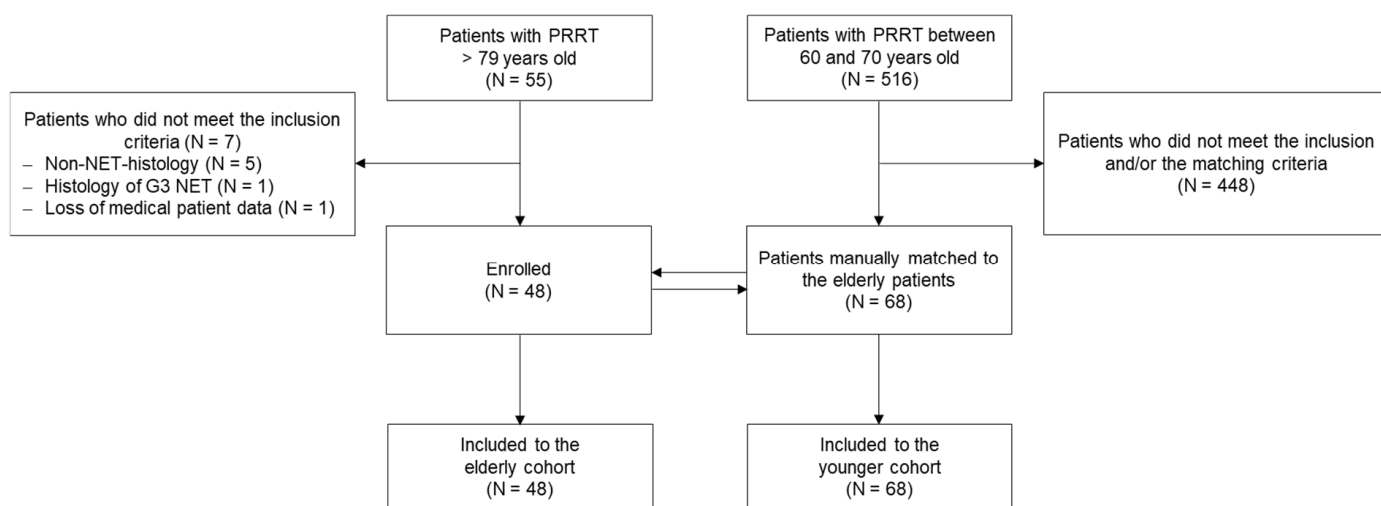 Patients with PRRT
> 79 years old
(N = 55)
Patients with PRRT between
60 and 70 years old
(N = 516)
Patients who did not meet the inclusion
criteria (N = 7)
– Non-NET-histology (N = 5)
– Histology of G3 NET (N = 1)
– Loss of medical patient data (N = 1)
Patients who did not meet the inclusion
and/or the matching criteria
(N = 448)
Enrolled
(N = 48)
Patients manually matched to
the elderly patients
(N = 68)
Included to the
elderly cohort
(N = 48)
Included to the
younger cohort
(N = 68)